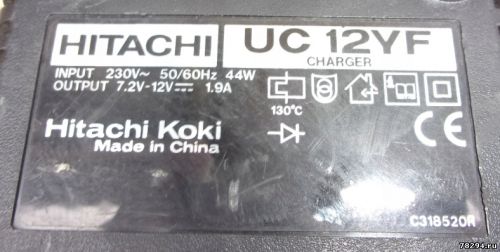 HITACHI
UC 12YF
CHARGER
INPUT 230V~ 50/60Hz 44W
OUTPUT 7.2V-12V⎓ 1.9A
130°C
Hitachi Koki
Made in China
CE
C318520R
78294.ru